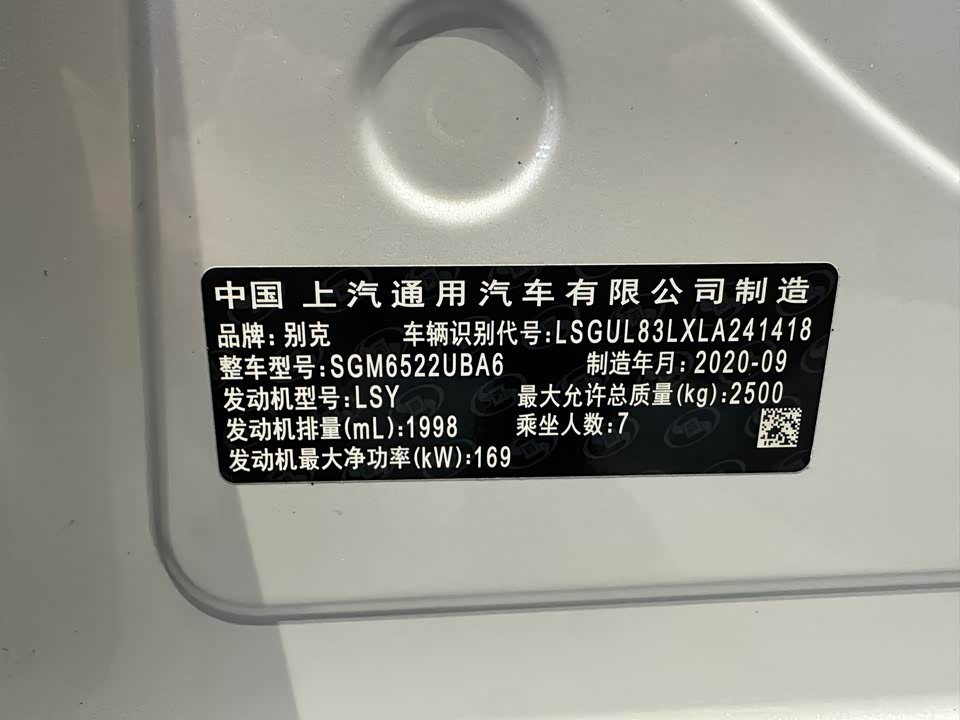 中国 上汽通用汽车有限公司制造
品牌:别克 车辆识别代号:LSGUL83LXLA241418
整车型号:SGM6522UBA6 制造年月:2020-09
发动机型号:LSY 最大允许总质量(kg):2500
发动机排量(mL):1998 乘坐人数:7
发动机最大净功率(kW):169